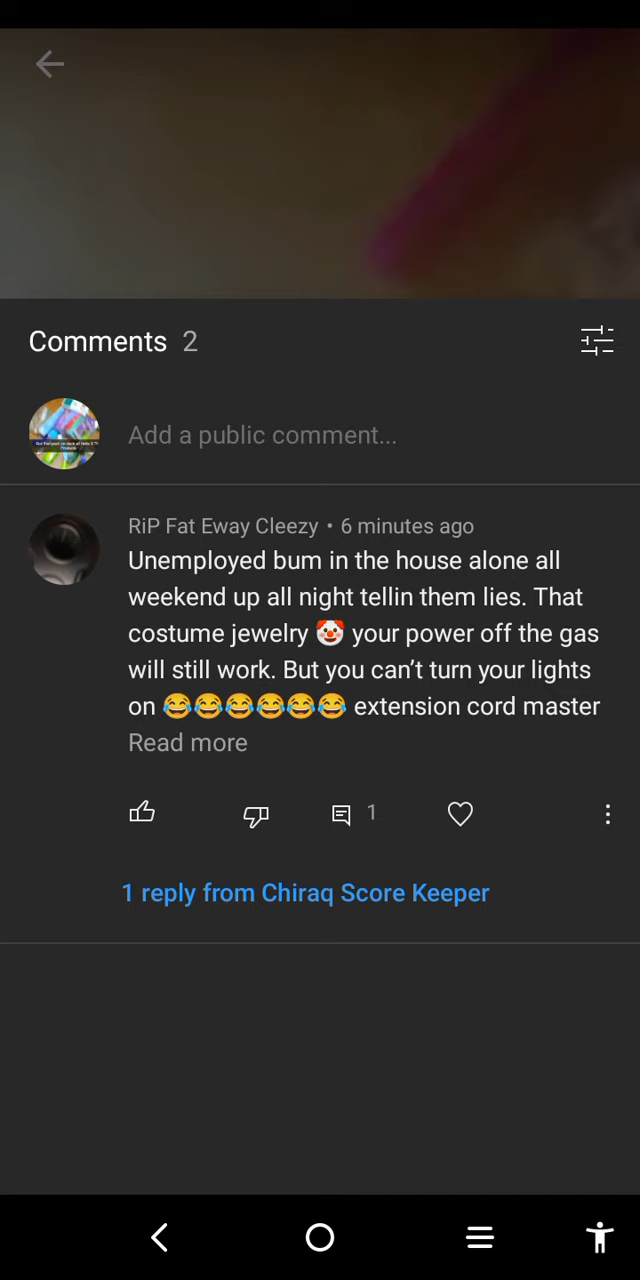 Comments 2
Add a public comment...
RiP Fat Eway Cleezy • 6 minutes ago
Unemployed bum in the house alone all
weekend up all night tellin them lies. That
costume jewelry 🤡 your power off the gas
will still work. But you can’t turn your lights
on 😂😂😂😂😂😂 extension cord master
Read more
1
1 reply from Chiraq Score Keeper